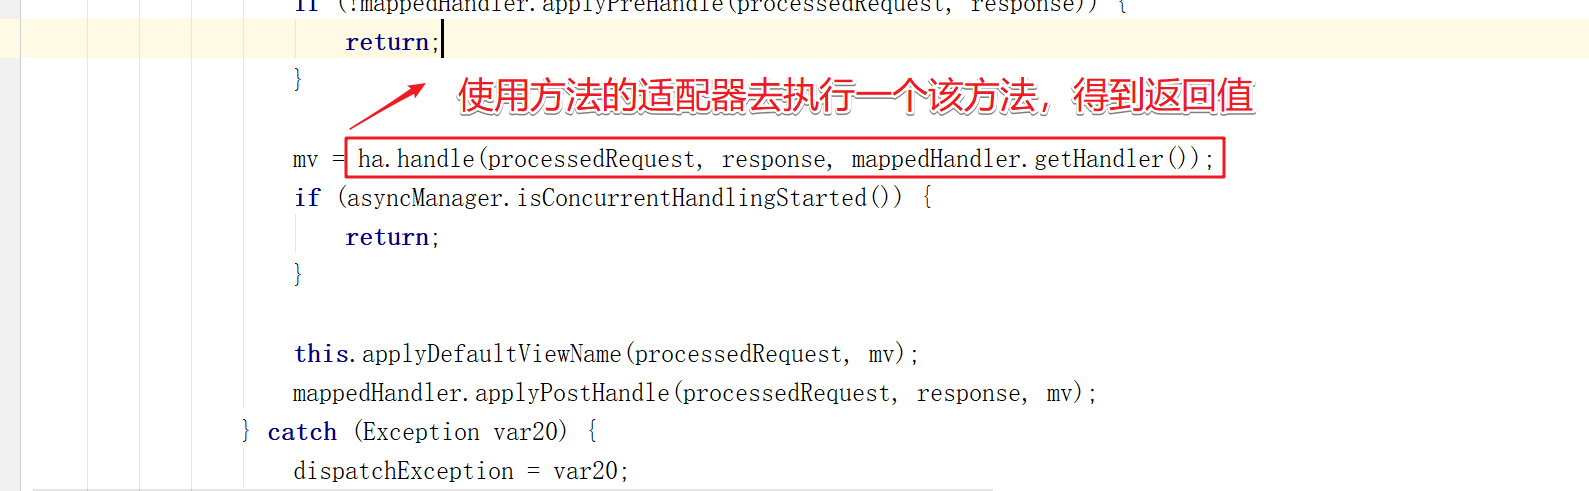 if (!mappedHandler.applyPreHandle(processedRequest, response)) {
return;
}
使用方法的适配器去执行一个该方法，得到返回值
mv = ha.handle(processedRequest, response, mappedHandler.getHandler());
if (asyncManager.isConcurrentHandlingStarted()) {
return;
}
this.applyDefaultViewName(processedRequest, mv);
mappedHandler.applyPostHandle(processedRequest, response, mv);
} catch (Exception var20) {
dispatchException = var20;